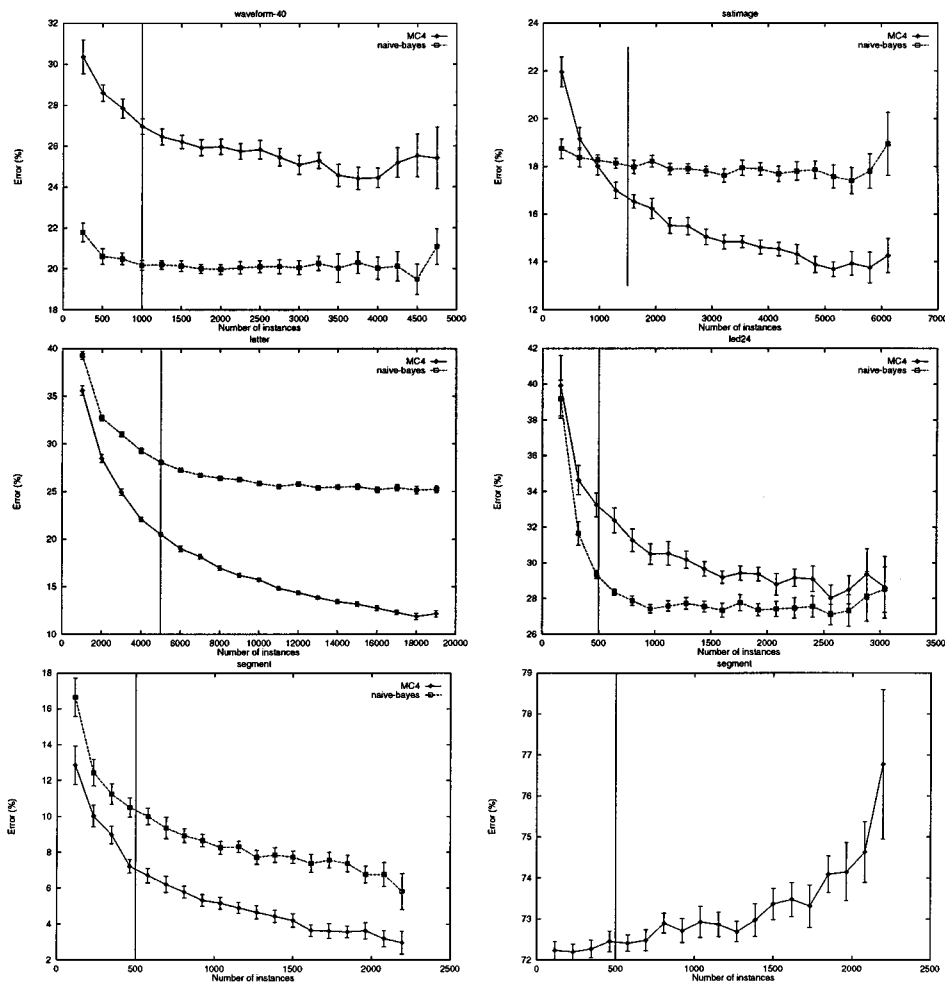 waveform-40
Error (%)
32
30
28
26
24
22
20
18
MC4
naive-bayes
0 500 1000 1500 2000 2500 3000 3500 4000 4500 5000
Number of instances
satimage
Error (%)
24
22
20
18
16
14
12
MC4
naive-bayes
0 1000 2000 3000 4000 5000 6000 7000
Number of instances
letter
Error (%)
40
35
30
25
20
15
10
MC4
naive-bayes
0 2000 4000 6000 8000 10000 12000 14000 16000 18000 20000
Number of instances
led24
Error (%)
42
40
38
36
34
32
30
28
26
MC4
naive-bayes
0 500 1000 1500 2000 2500 3000 3500
Number of instances
segment
Error (%)
18
16
14
12
10
8
6
4
2
MC4
naive-bayes
0 500 1000 1500 2000 2500
Number of instances
segment
Error (%)
79
78
77
76
75
74
73
72
0 500 1000 1500 2000 2500
Number of instances